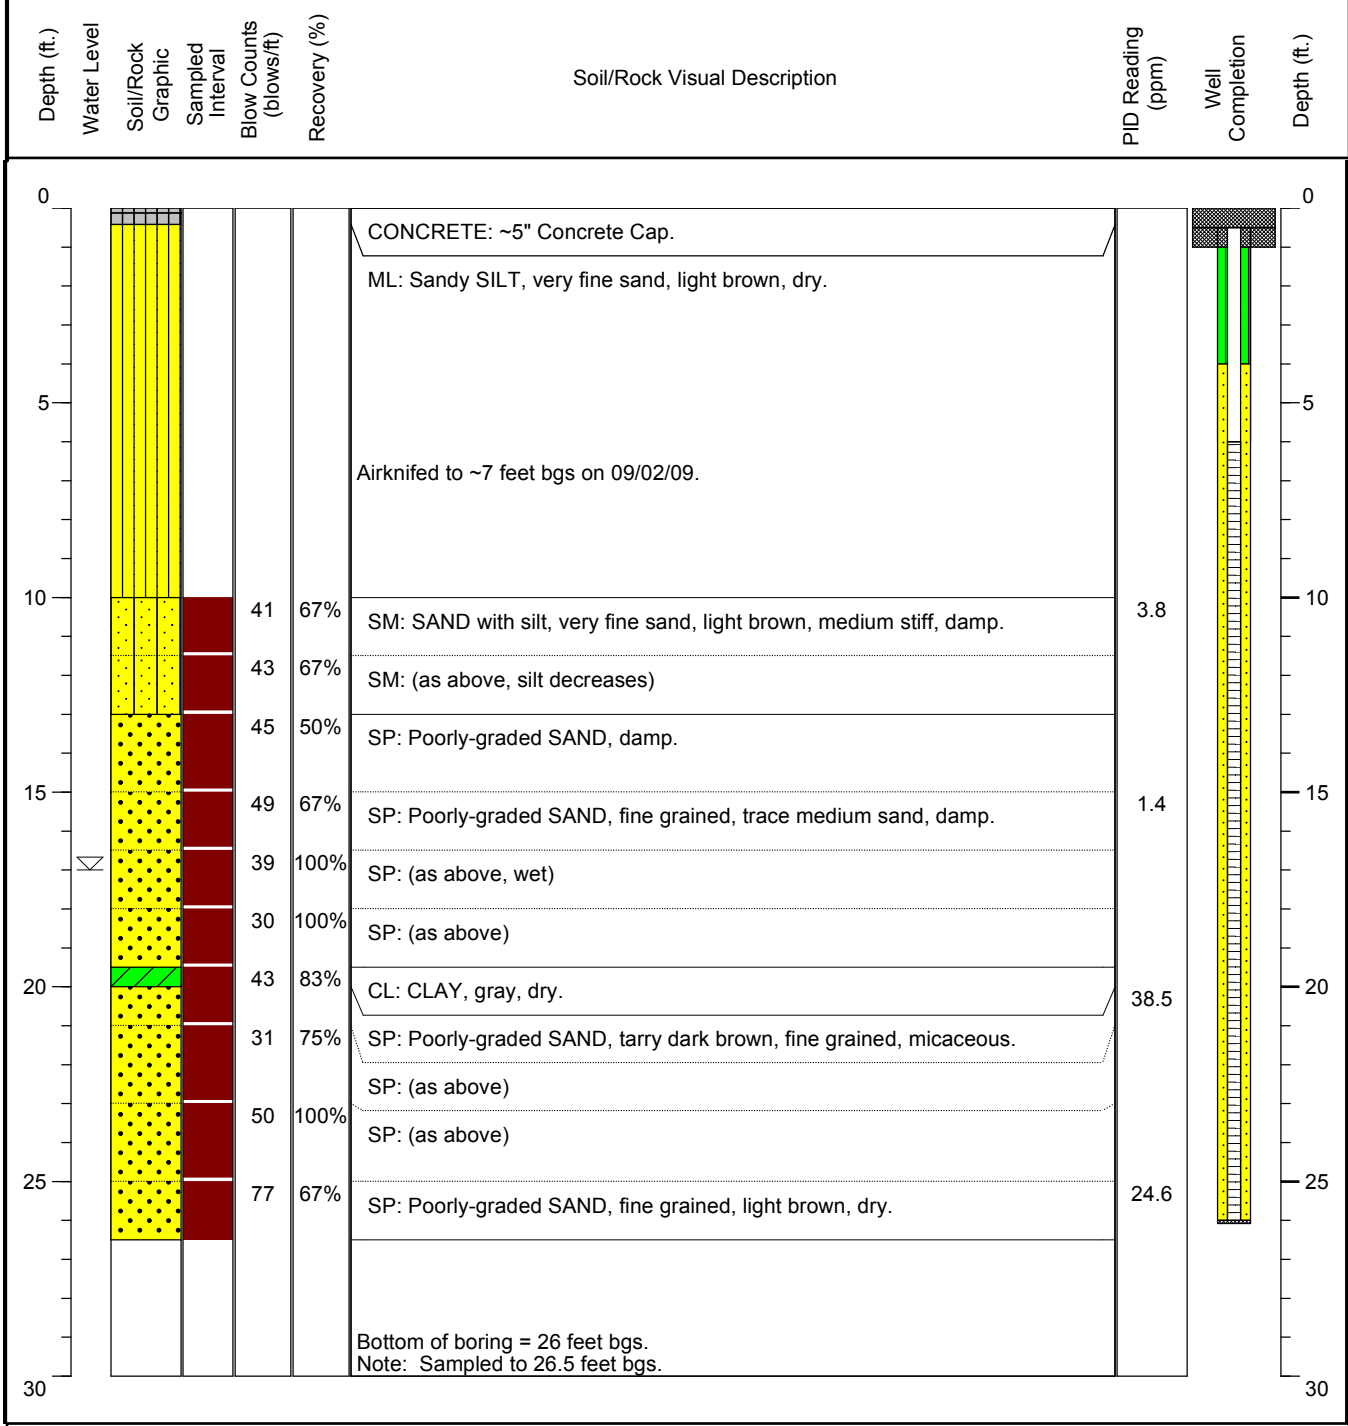 Depth (ft.)
Water Level
Soil/Rock
Graphic
Sampled
Interval
Blow Counts
(blows/ft)
Recovery (%)
Soil/Rock Visual Description
PID Reading
(ppm)
Well
Completion
Depth (ft.)
0
0
CONCRETE: ~5" Concrete Cap.
ML: Sandy SILT, very fine sand, light brown, dry.
5
5
Airknifed to ~7 feet bgs on 09/02/09.
10
41
67%
SM: SAND with silt, very fine sand, light brown, medium stiff, damp.
3.8
10
43
67%
SM: (as above, silt decreases)
45
50%
SP: Poorly-graded SAND, damp.
15
49
67%
SP: Poorly-graded SAND, fine grained, trace medium sand, damp.
1.4
15
39
100%
SP: (as above, wet)
30
100%
SP: (as above)
20
43
83%
CL: CLAY, gray, dry.
38.5
20
31
75%
SP: Poorly-graded SAND, tarry dark brown, fine grained, micaceous.
SP: (as above)
50
100%
SP: (as above)
25
77
67%
SP: Poorly-graded SAND, fine grained, light brown, dry.
24.6
25
Bottom of boring = 26 feet bgs.
Note: Sampled to 26.5 feet bgs.
30
30